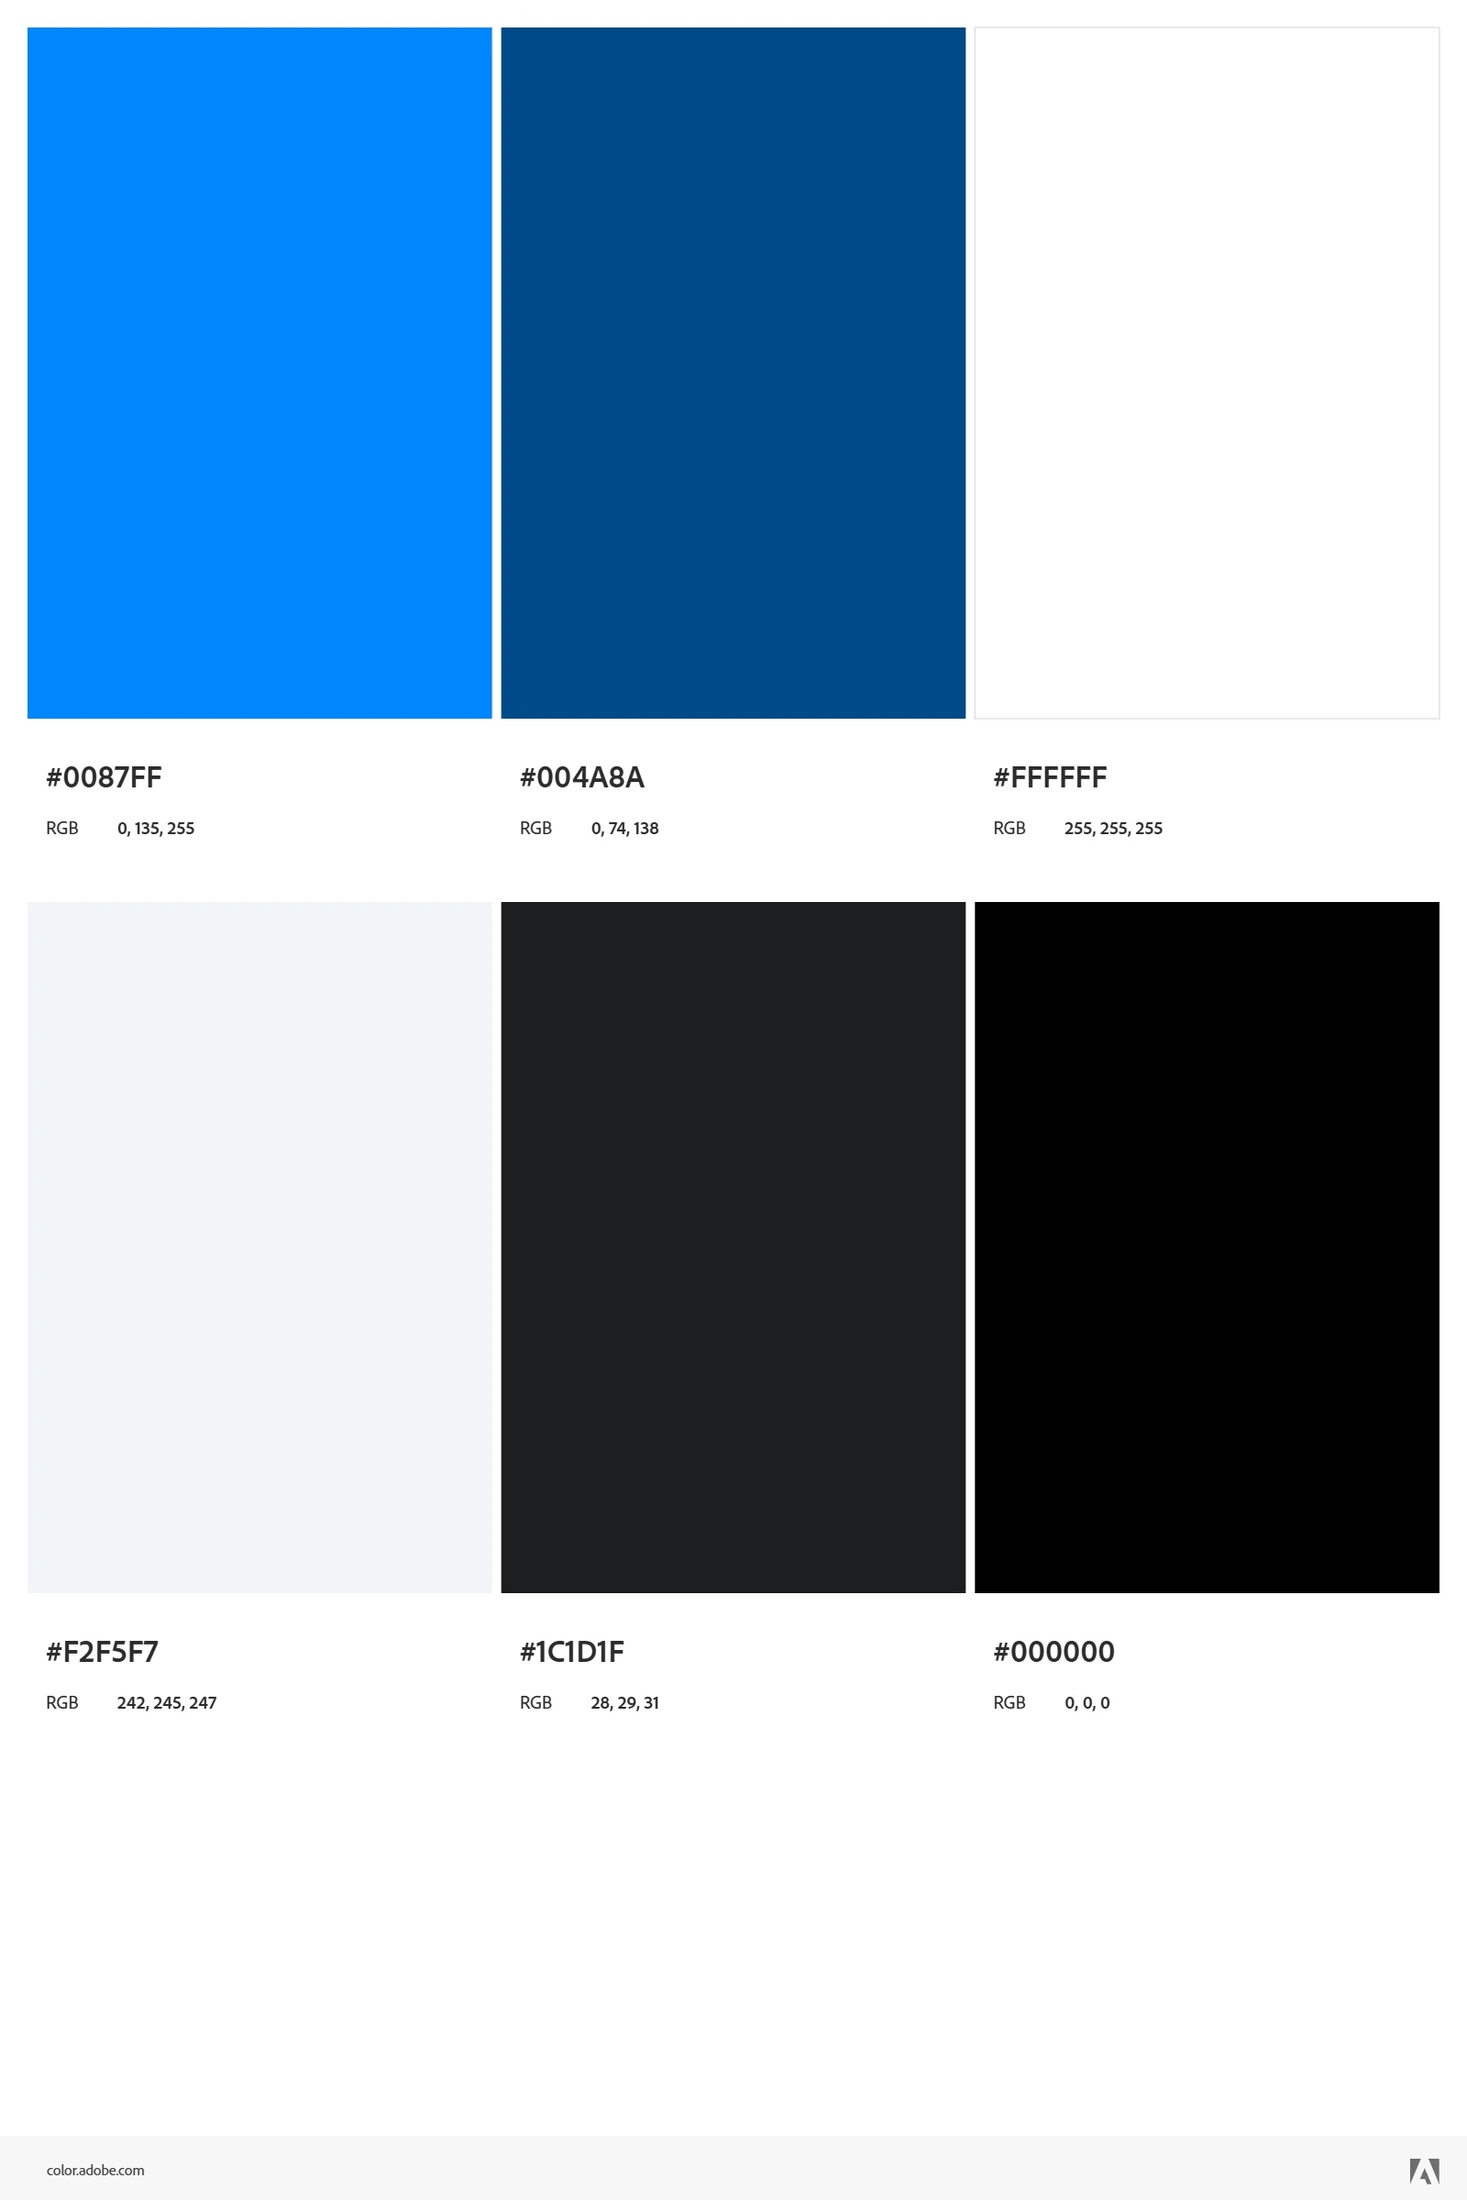 #0087FF #004A8A #FFFFFF
RGB 0, 135, 255 RGB 0, 74, 138 RGB 255, 255, 255
#F2F5F7 #1C1D1F #000000
RGB 242, 245, 247 RGB 28, 29, 31 RGB 0, 0, 0
color.adobe.com